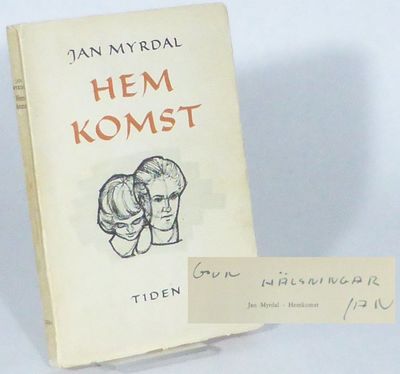 JAN MYRDAL
HEM
KOMST
TIDEN
GUN HÄLSNINGAR
Jan Myrdal - Hemkomst
JAN